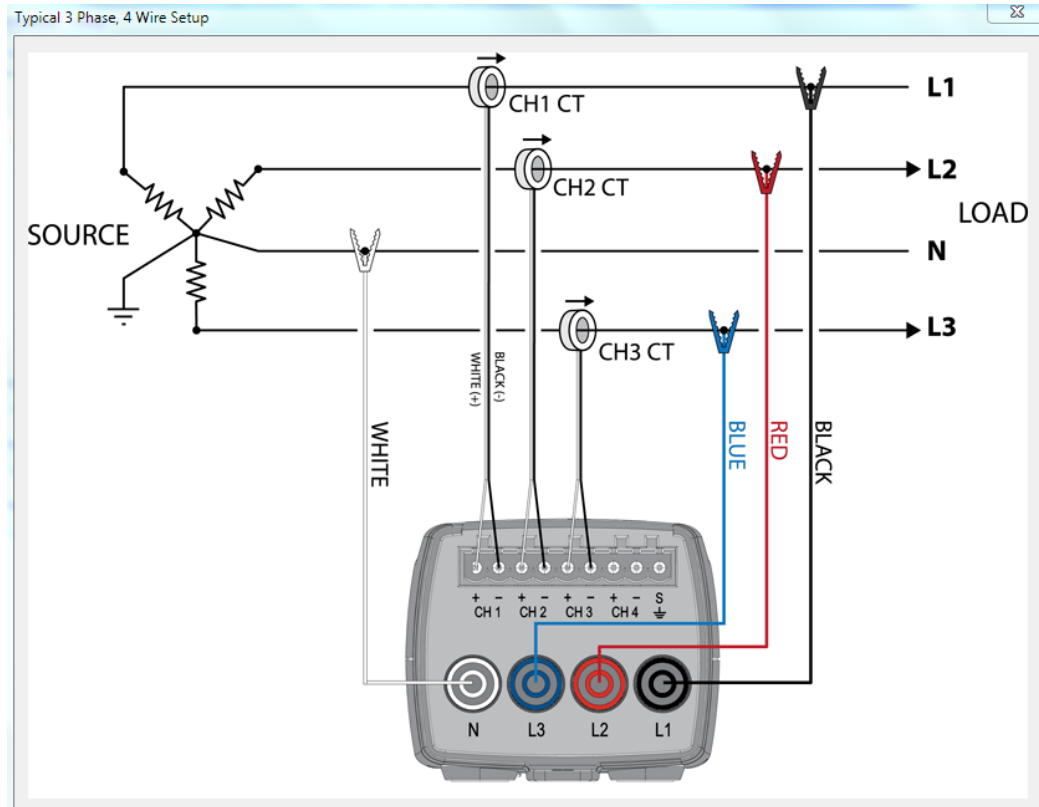 Typical 3 Phase, 4 Wire Setup
L1
CH1 CT
L2
CH2 CT
LOAD
SOURCE
N
L3
CH3 CT
WHITE (+)
BLACK (-)
WHITE
BLUE
RED
BLACK
+ − + − + − + − S
CH 1 CH 2 CH 3 CH 4
N L3 L2 L1